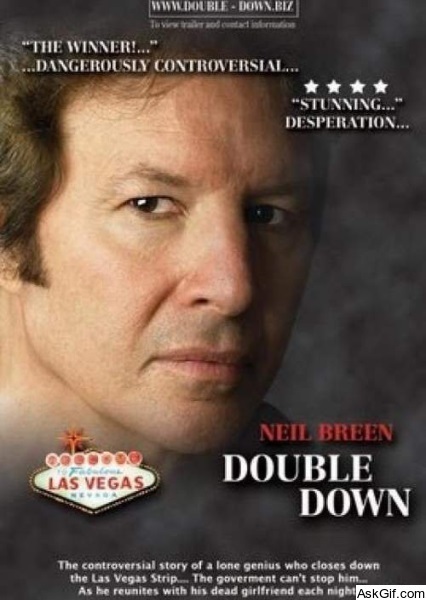 WWW.DOUBLE - DOWN.BIZ
To view trailer and contact information
“THE WINNER!...”
...DANGEROUSLY CONTROVERSIAL...
“STUNNING...”
DESPERATION...
NEIL BREEN
DOUBLE
DOWN
WELCOME
TO Fabulous
LAS VEGAS
NEVADA
The controversial story of a lone genius who closes down
the Las Vegas Strip.... The goverment can't stop him...
As he reunites with his dead girlfriend each night
AskGif.com